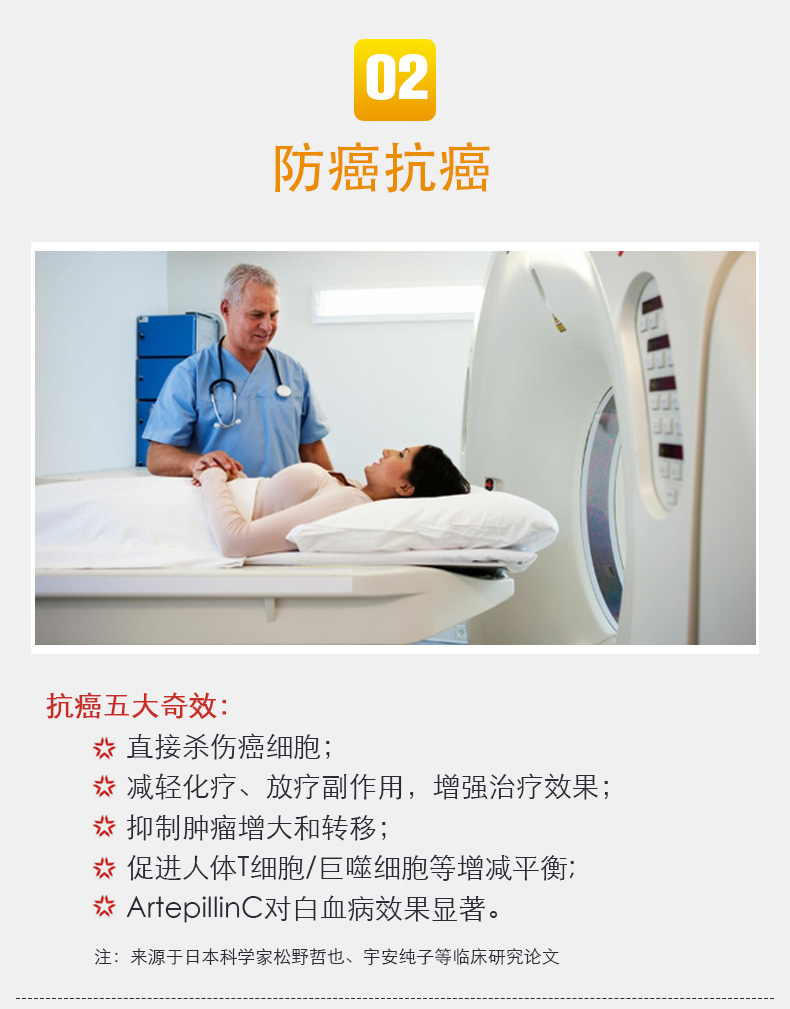 02
防癌抗癌
抗癌五大奇效：
直接杀伤癌细胞；
减轻化疗、放疗副作用，增强治疗效果；
抑制肿瘤增大和转移；
促进人体T细胞/巨噬细胞等增减平衡；
ArtepillinC对白血病效果显著。
注：来源于日本科学家松野哲也、宇安纯子等临床研究论文